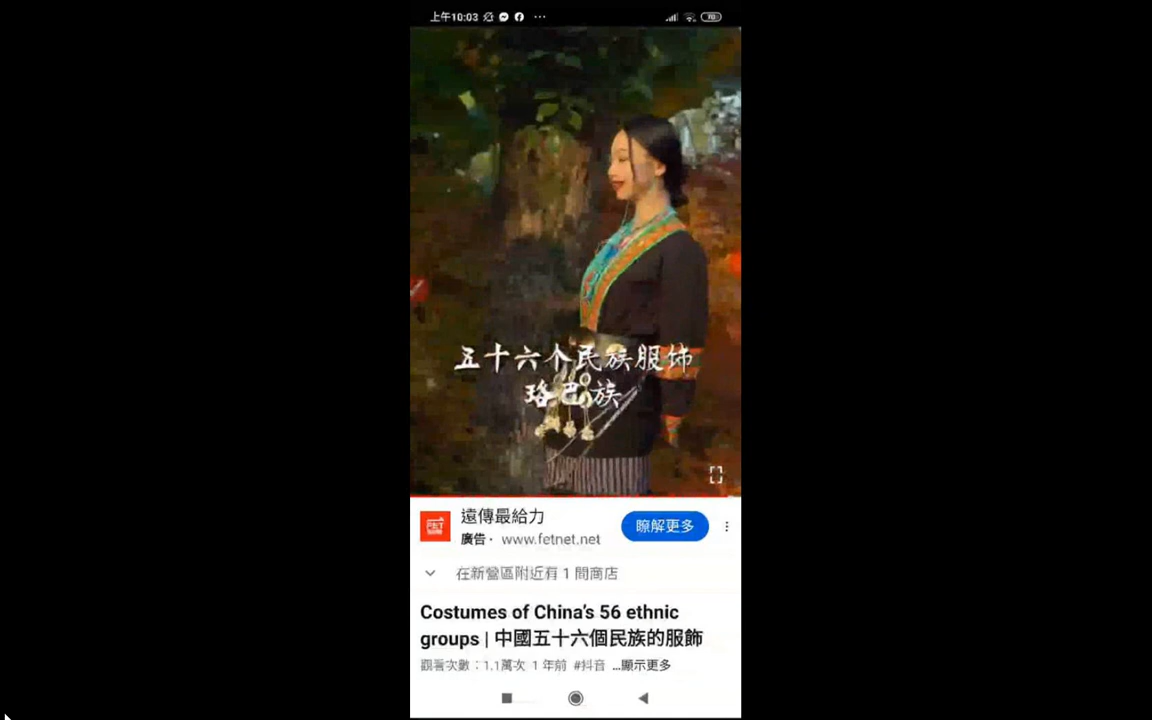 上午10:03
70
五十六个民族服饰
珞巴族
遠傳最給力
廣告· www.fetnet.net
瞭解更多
在新營區附近有 1 間商店
Costumes of China's 56 ethnic
groups | 中國五十六個民族的服飾
觀看次數：1.1萬次 1 年前 #抖音 ...顯示更多